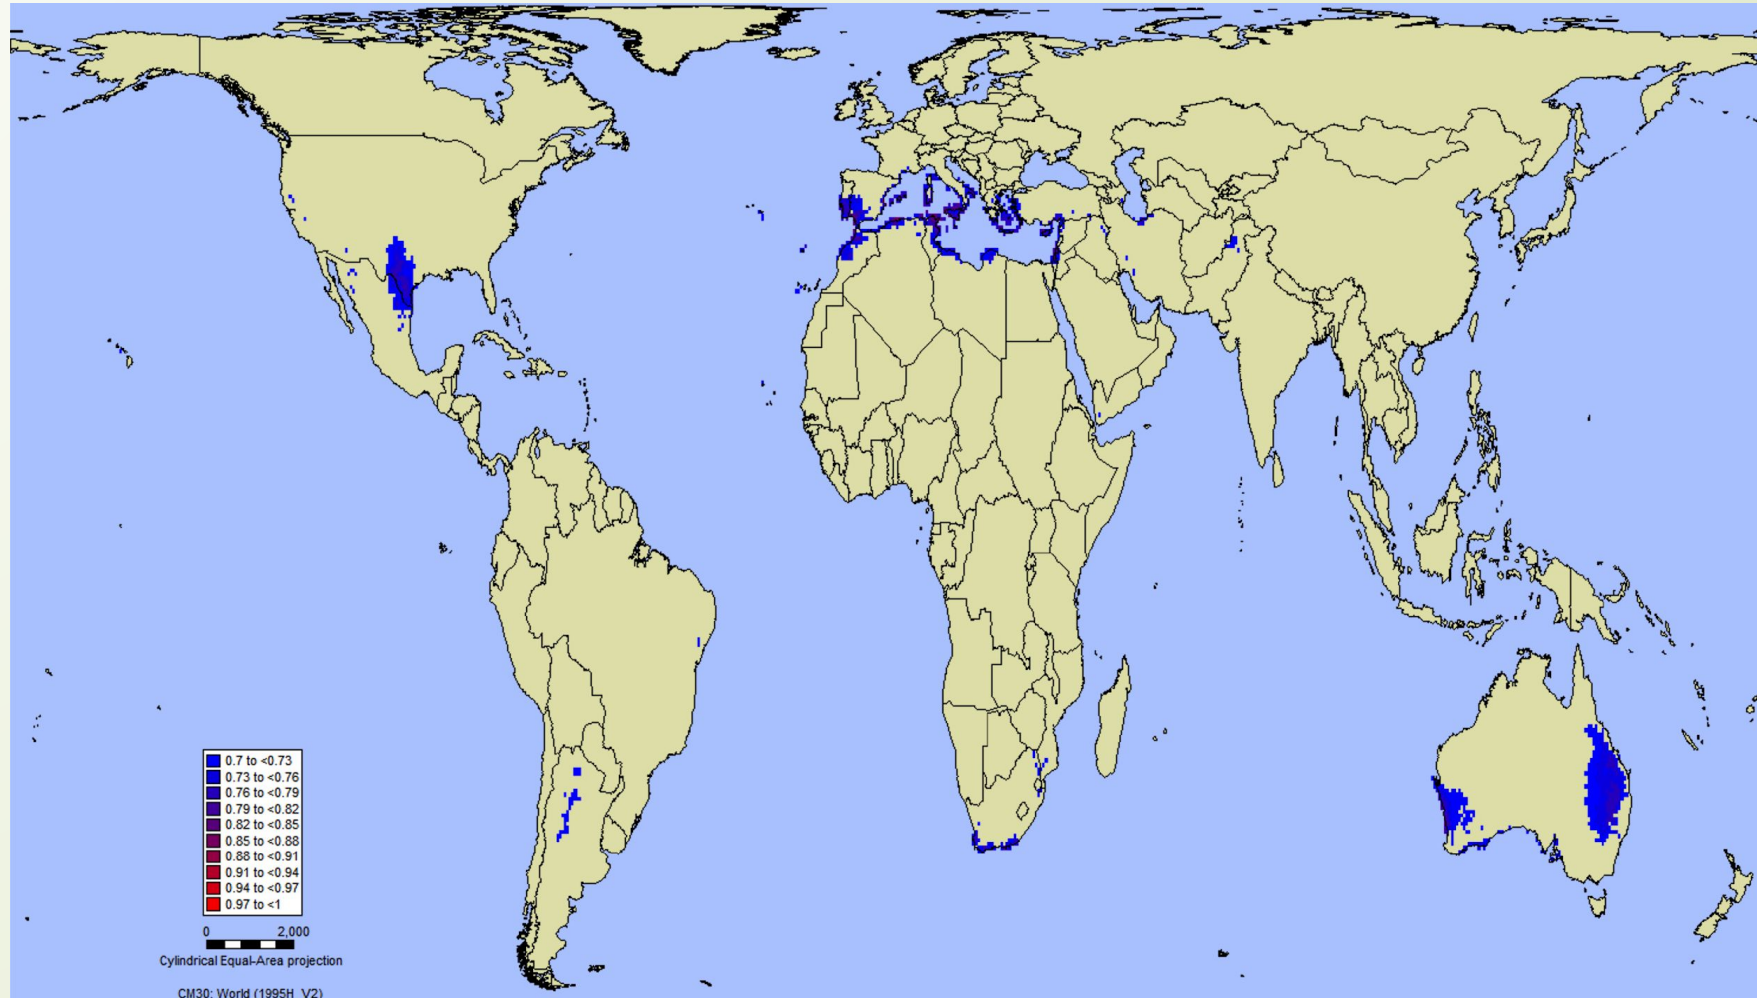 0.7 to <0.73
0.73 to <0.76
0.76 to <0.79
0.79 to <0.82
0.82 to <0.85
0.85 to <0.88
0.88 to <0.91
0.91 to <0.94
0.94 to <0.97
0.97 to <1
0 2,000
Cylindrical Equal-Area projection
CM30: World (1995H_V2)